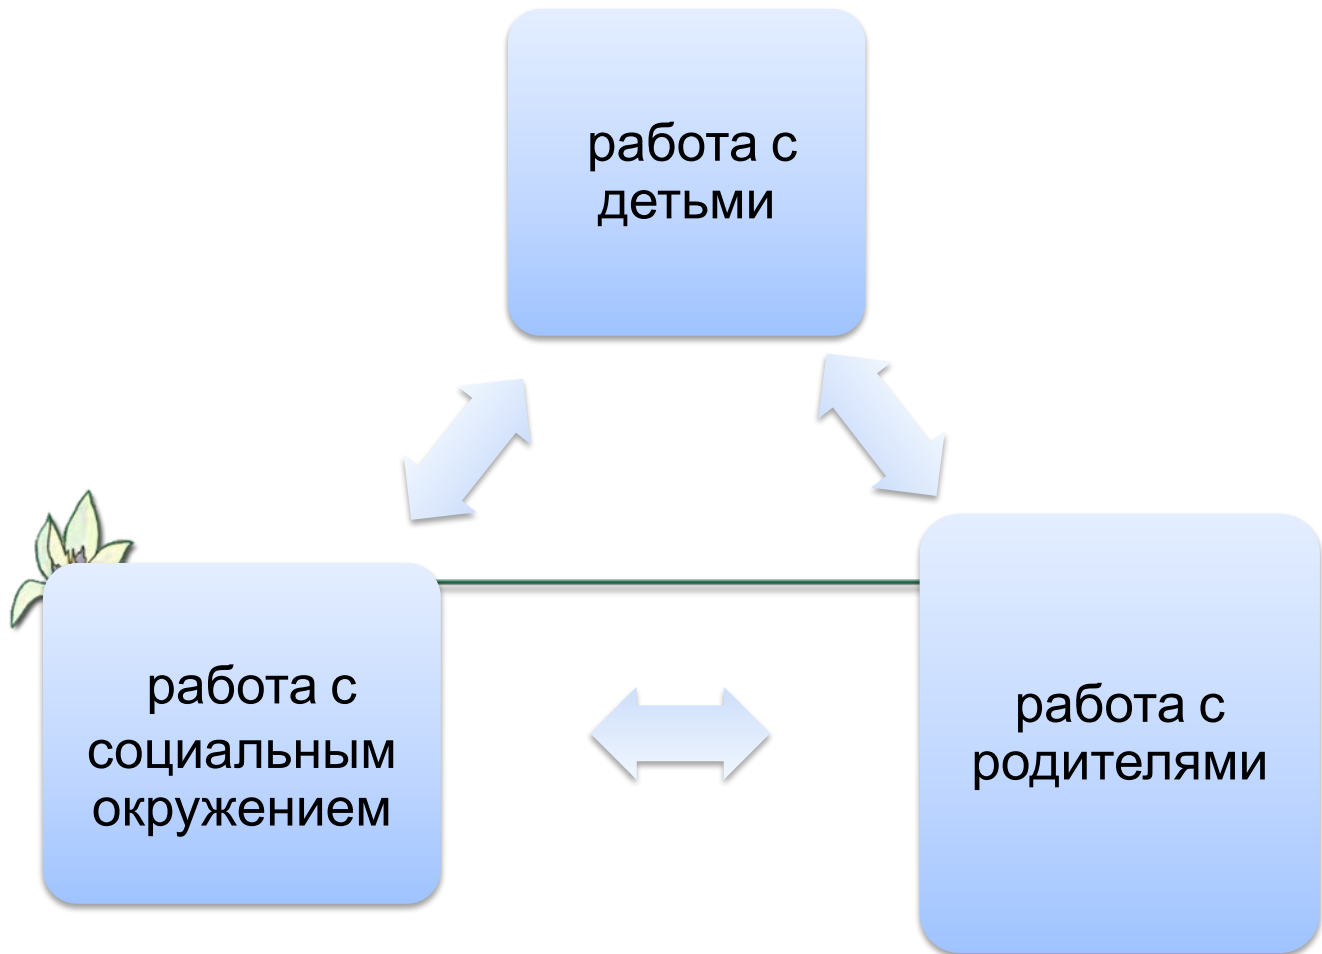 работа с
детьми
работа с
социальным
окружением
работа с
родителями